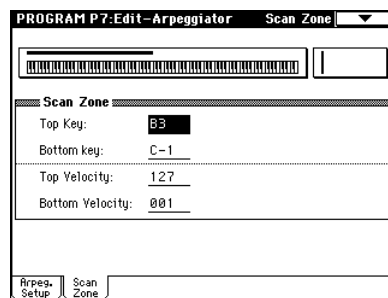 PROGRAM P7:Edit-Arpeggiator Scan Zone
Scan Zone
Top Key: B3
Bottom key: C-1
Top Velocity: 127
Bottom Velocity: 001
Arpeg. Setup
Scan Zone